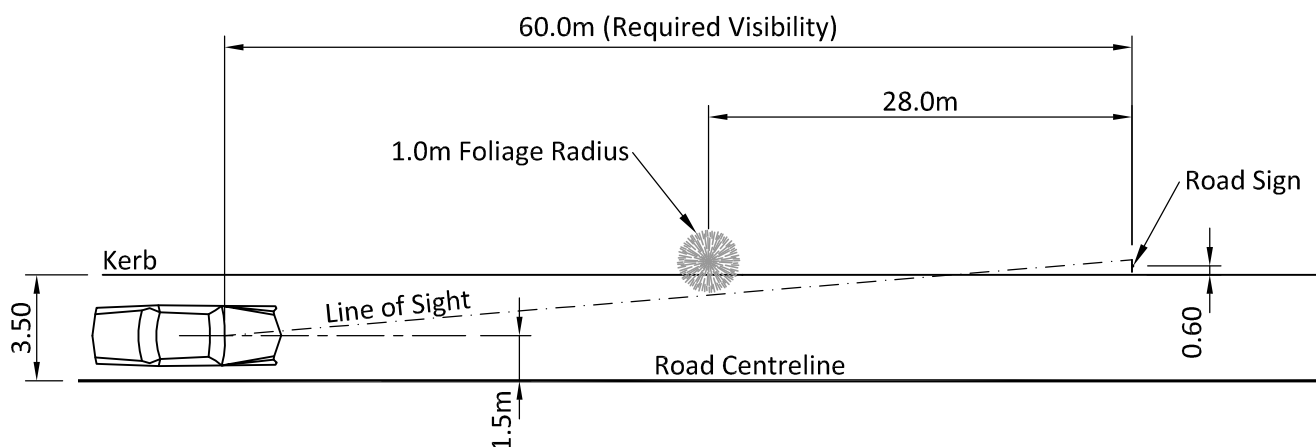 60.0m (Required Visibility)
28.0m
1.0m Foliage Radius
Road Sign
Kerb
Line of Sight
3.50
0.60
Road Centreline
1.5m